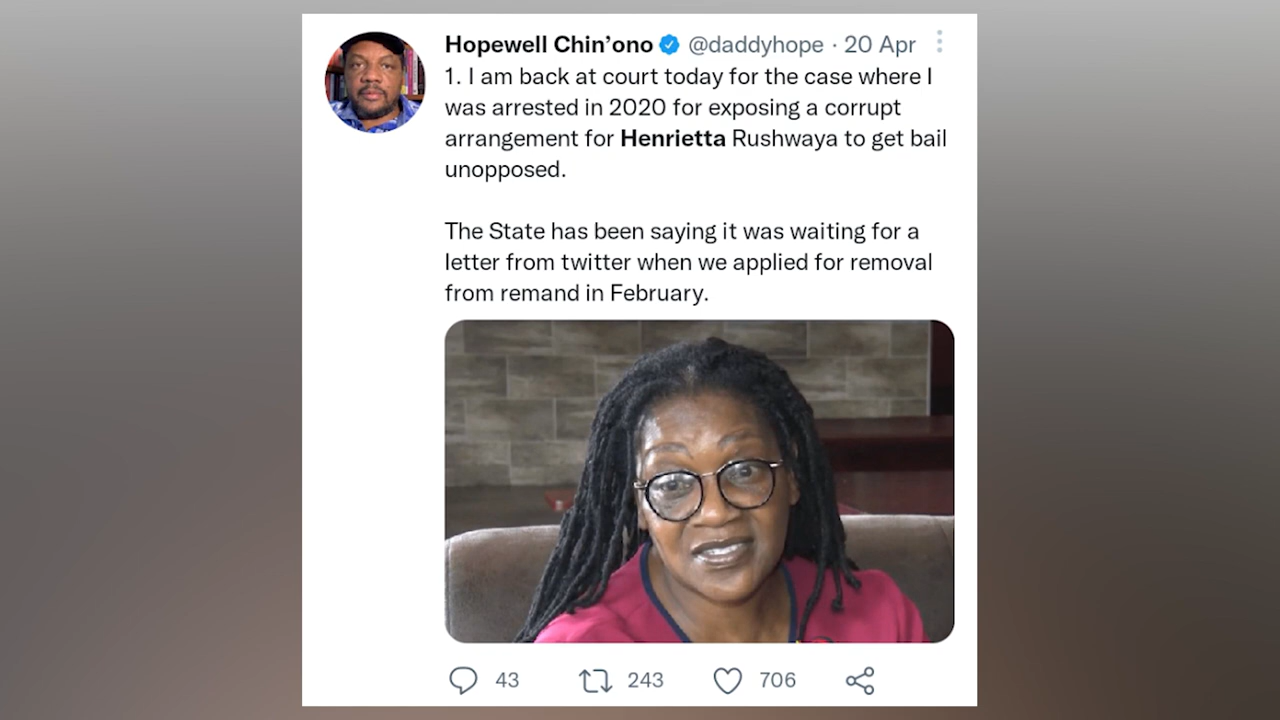 Hopewell Chin’ono @daddyhope · 20 Apr
1. I am back at court today for the case where I
was arrested in 2020 for exposing a corrupt
arrangement for Henrietta Rushwaya to get bail
unopposed.
The State has been saying it was waiting for a
letter from twitter when we applied for removal
from remand in February.
43 243 706